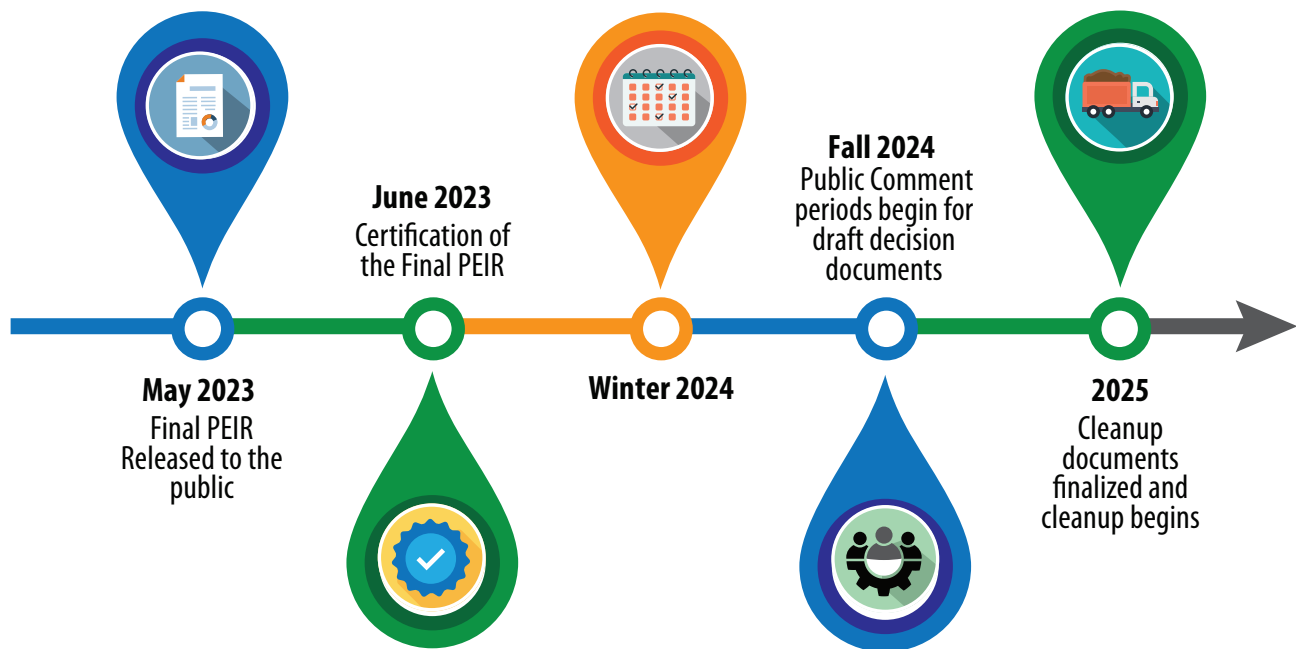 May 2023
Final PEIR
Released to the
public
June 2023
Certification of
the Final PEIR
Winter 2024
Fall 2024
Public Comment
periods begin for
draft decision
documents
2025
Cleanup
documents
finalized and
cleanup begins